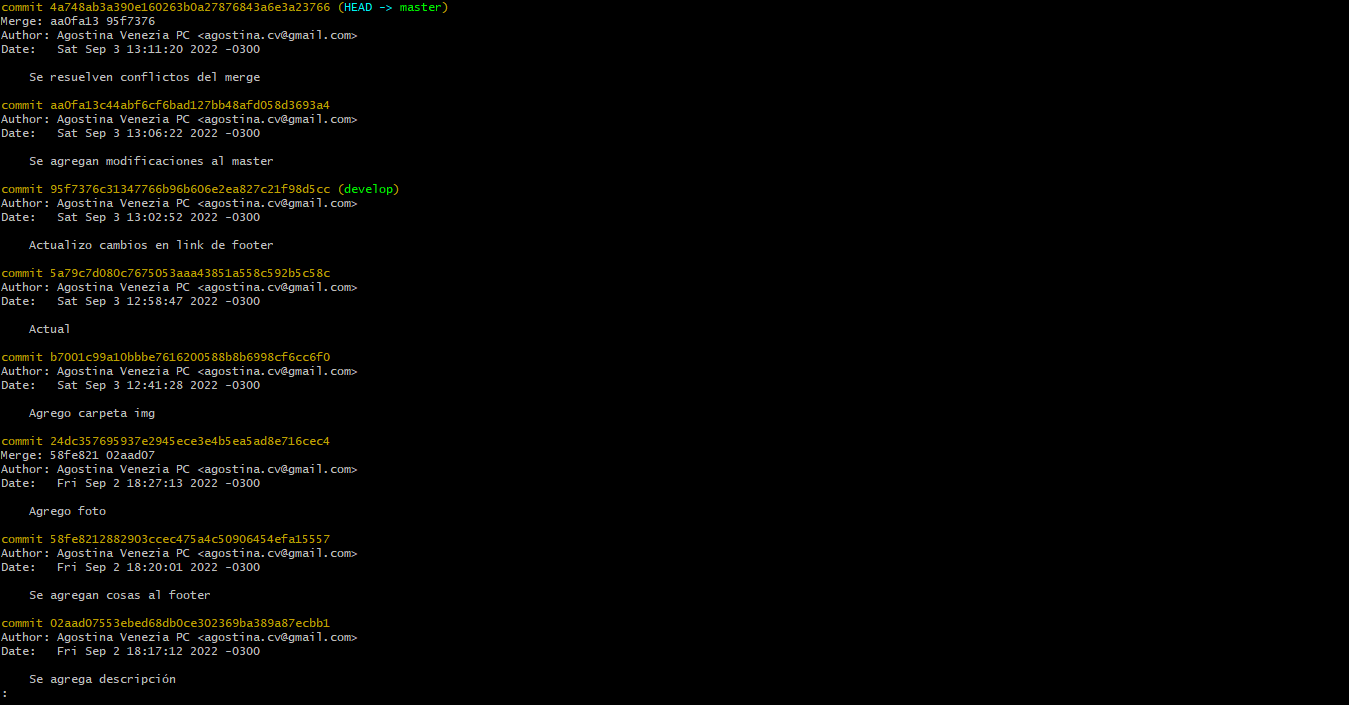 commit 4a748ab3a390e160263b0a27876843a6e3a23766 (HEAD -> master)
Merge: aa0fa13 95f7376
Author: Agostina Venezia PC <agostina.cv@gmail.com>
Date:   Sat Sep 3 13:11:20 2022 -0300
    Se resuelven conflictos del merge
commit aa0fa13c44abf6cf6bad127bb48afd058d3693a4
Author: Agostina Venezia PC <agostina.cv@gmail.com>
Date:   Sat Sep 3 13:06:22 2022 -0300
    Se agregan modificaciones al master
commit 95f7376c31347766b96b606e2ea827c21f98d5cc (develop)
Author: Agostina Venezia PC <agostina.cv@gmail.com>
Date:   Sat Sep 3 13:02:52 2022 -0300
    Actualizo cambios en link de footer
commit 5a79c7d080c7675053aaa43851a558c592b5c58c
Author: Agostina Venezia PC <agostina.cv@gmail.com>
Date:   Sat Sep 3 12:58:47 2022 -0300
    Actual
commit b7001c99a10bbbe7616200588b8b6998cf6cc6f0
Author: Agostina Venezia PC <agostina.cv@gmail.com>
Date:   Sat Sep 3 12:41:28 2022 -0300
    Agrego carpeta img
commit 24dc357695937e2945ece3e4b5ea5ad8e716cec4
Merge: 58fe821 02aad07
Author: Agostina Venezia PC <agostina.cv@gmail.com>
Date:   Fri Sep 2 18:27:13 2022 -0300
    Agrego foto
commit 58fe8212882903ccec475a4c50906454efa15557
Author: Agostina Venezia PC <agostina.cv@gmail.com>
Date:   Fri Sep 2 18:20:01 2022 -0300
    Se agregan cosas al footer
commit 02aad07553ebed68db0ce302369ba389a87ecbb1
Author: Agostina Venezia PC <agostina.cv@gmail.com>
Date:   Fri Sep 2 18:17:12 2022 -0300
    Se agrega descripción
: